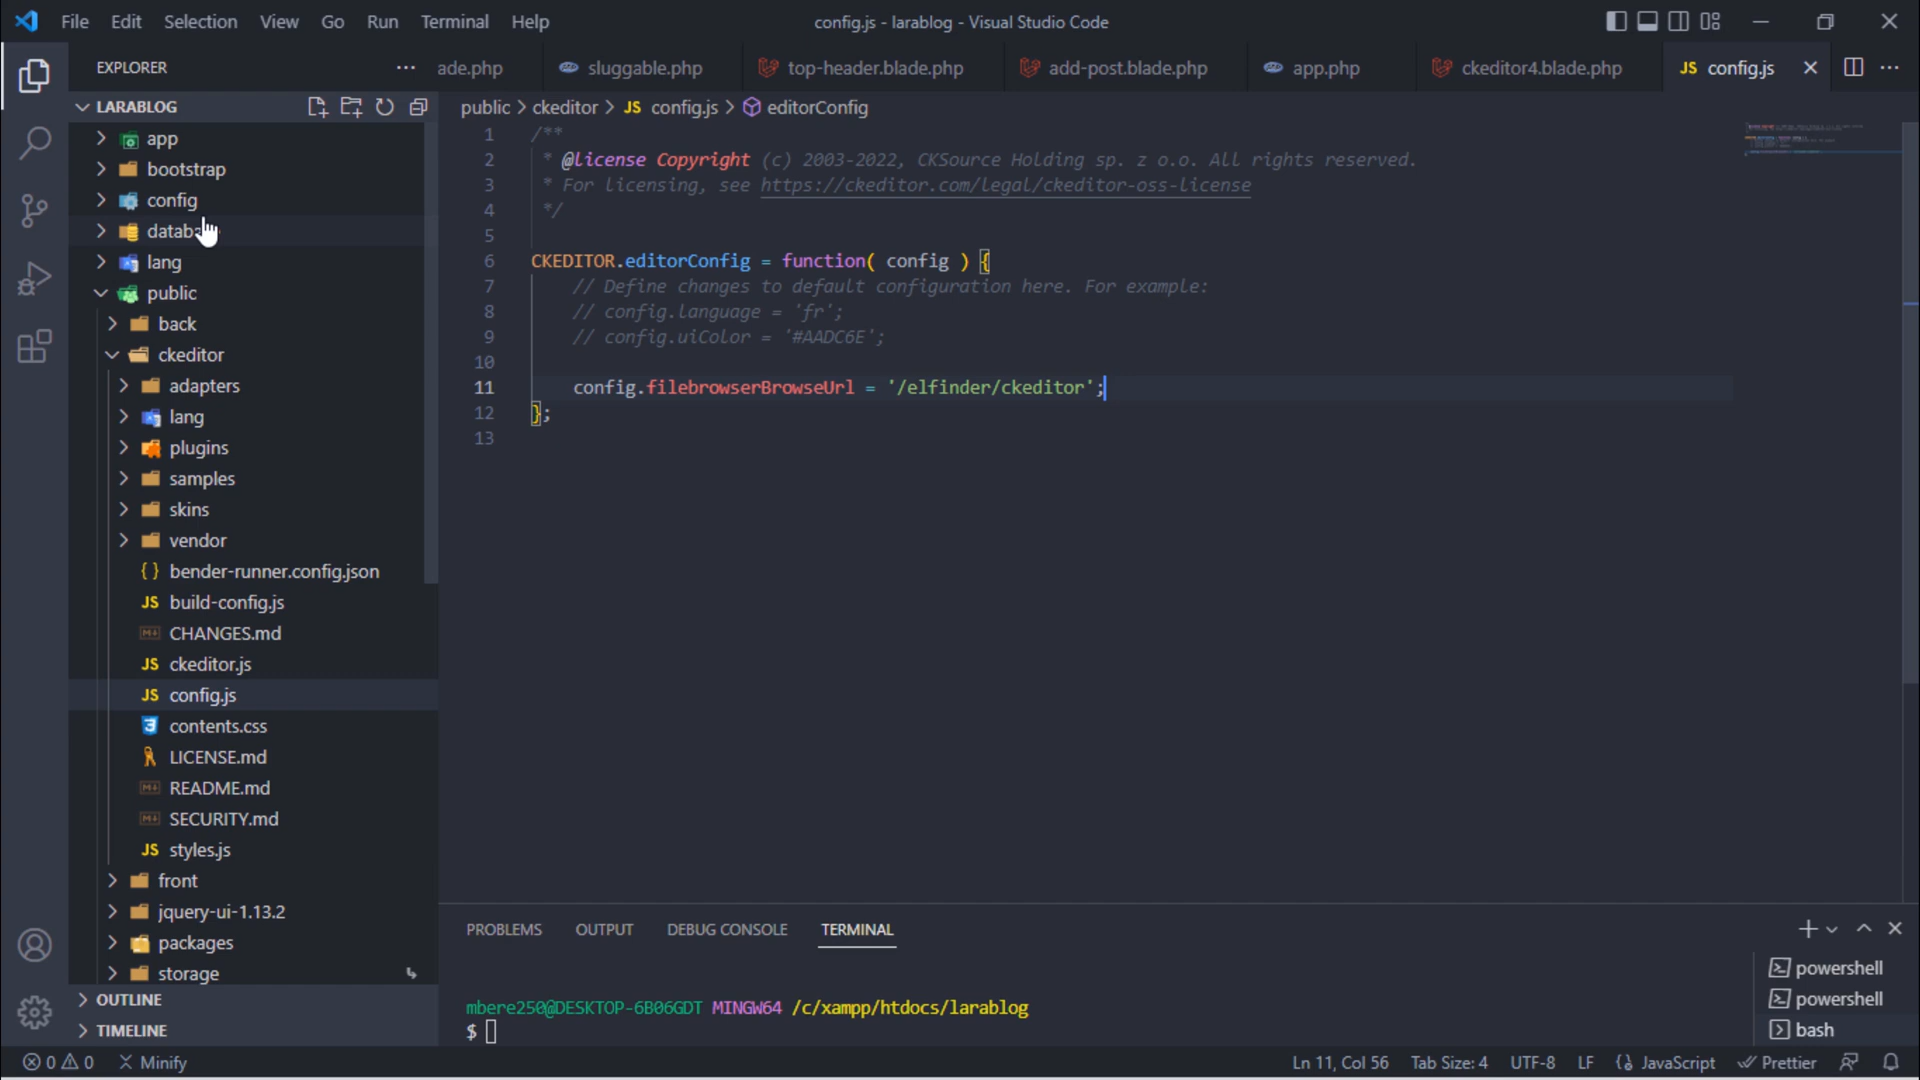 File Edit Selection View Go Run Terminal Help
config.js - larablog - Visual Studio Code
EXPLORER
ade.php sluggable.php top-header.blade.php add-post.blade.php app.php ckeditor4.blade.php JS config.js
LARABLOG
public > ckeditor > JS config.js > editorConfig
app
bootstrap
config
lang
public
back
ckeditor
adapters
lang
plugins
samples
skins
vendor
{ } bender-runner.config.json
JS build-config.js
CHANGES.md
JS ckeditor.js
JS config.js
contents.css
LICENSE.md
README.md
SECURITY.md
JS styles.js
front
jquery-ui-1.13.2
packages
storage
OUTLINE
TIMELINE
1 /**
2 * @license Copyright (c) 2003-2022, CKSource Holding sp. z o.o. All rights reserved.
3 * For licensing, see https://ckeditor.com/legal/ckeditor-oss-license
4 */
5
6 CKEDITOR.editorConfig = function( config ) {
7 // Define changes to default configuration here. For example:
8 // config.language = 'fr';
9 // config.uiColor = '#AADC6E';
10
11 config.filebrowserBrowseUrl = '/elfinder/ckeditor';
12 };
13
PROBLEMS OUTPUT DEBUG CONSOLE TERMINAL
mbere250@DESKTOP-6B06GDT MINGW64 /c/xampp/htdocs/larablog
$
powershell
powershell
bash
0 0 Minify
Ln 11, Col 56 Tab Size: 4 UTF-8 LF JavaScript Prettier